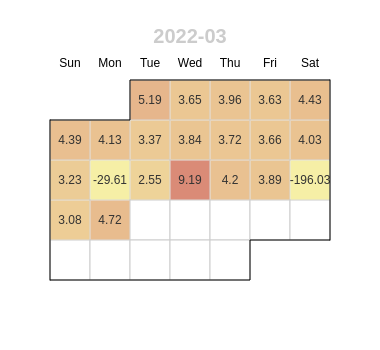 2022-03
Sun Mon Tue Wed Thu Fri Sat
5.19 3.65 3.96 3.63 4.43
4.39 4.13 3.37 3.84 3.72 3.66 4.03
3.23 -29.61 2.55 9.19 4.2 3.89 -196.03
3.08 4.72